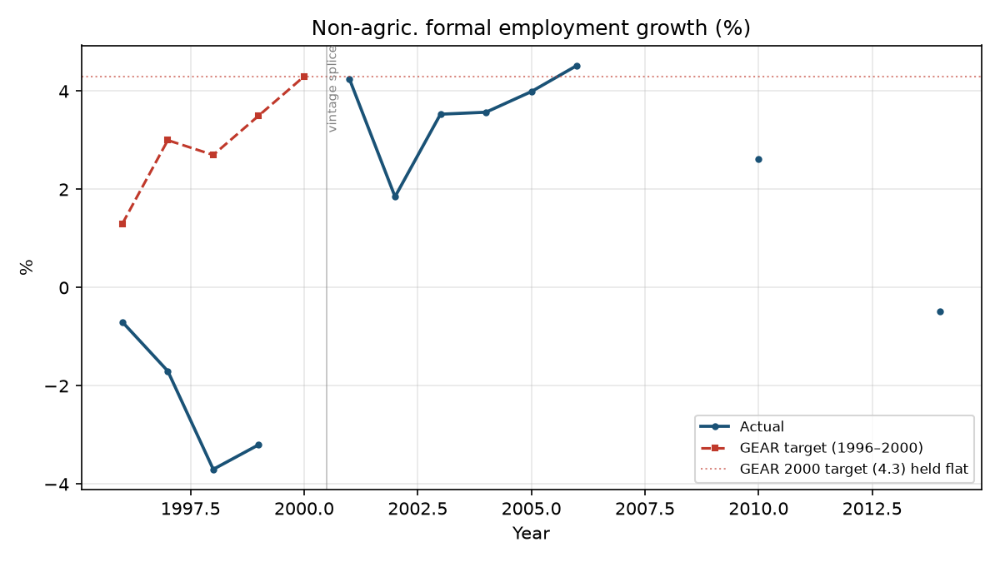 Non-agric. formal employment growth (%)
vintage splice
%
4
2
0
−2
−4
1997.5
2000.0
2002.5
2005.0
2007.5
2010.0
2012.5
Year
Actual
GEAR target (1996–2000)
GEAR 2000 target (4.3) held flat